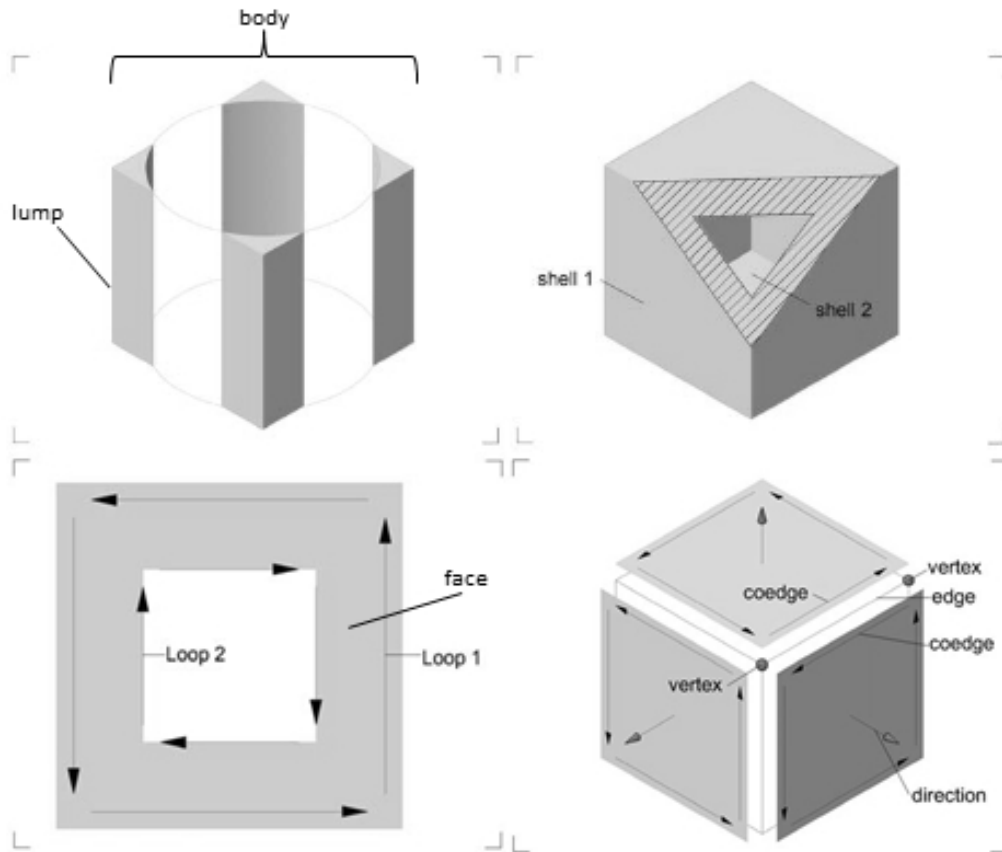 body
lump
shell 1
shell 2
face
Loop 2
Loop 1
vertex
coedge
edge
coedge
vertex
direction